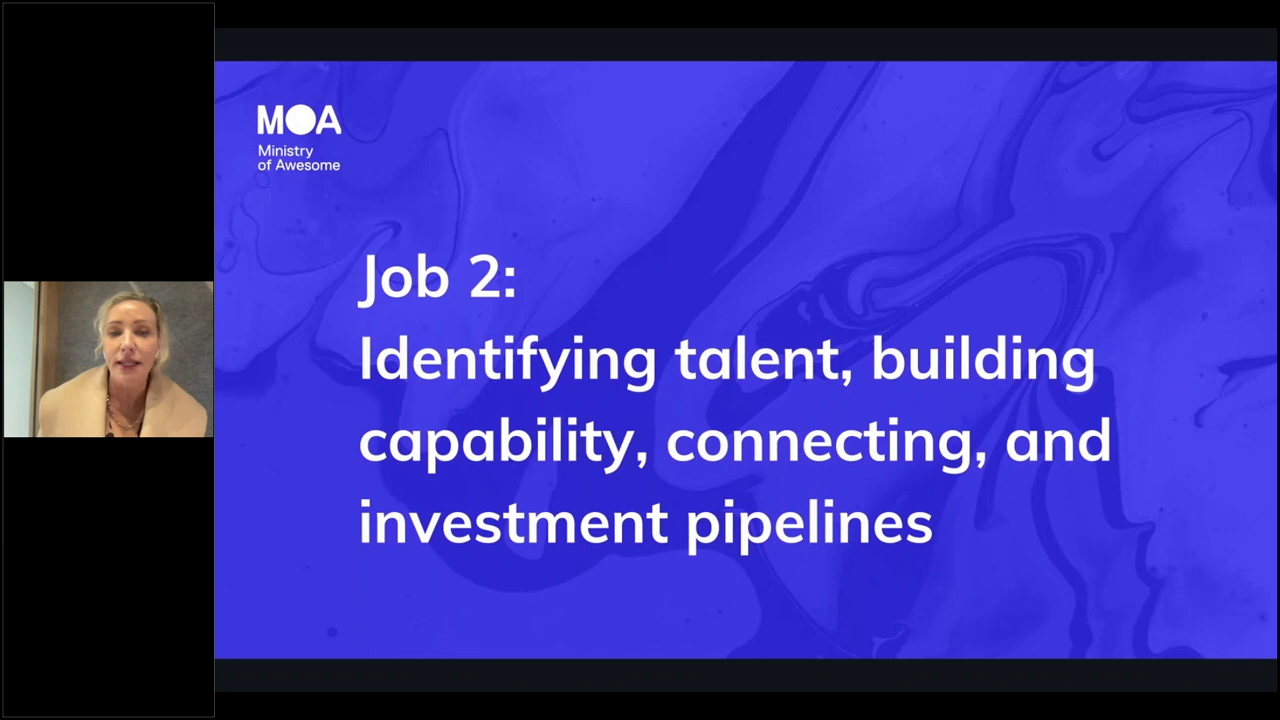 MOA
Ministry
of Awesome
Job 2:
Identifying talent, building
capability, connecting, and
investment pipelines